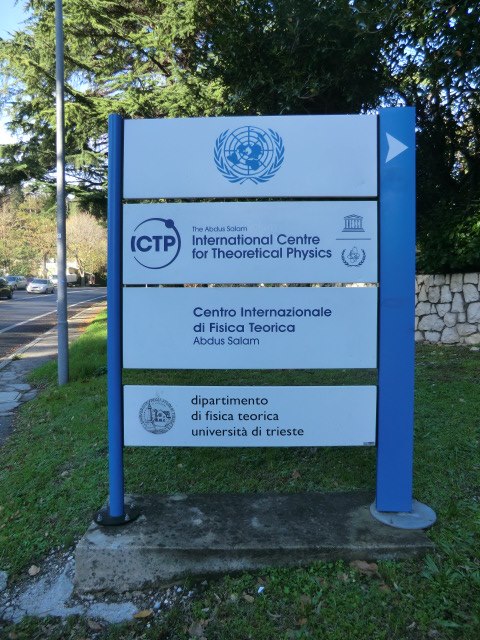 ICTP
The Abdus Salam
International Centre
for Theoretical Physics
Centro Internazionale
di Fisica Teorica
Abdus Salam
dipartimento
di fisica teorica
università di trieste